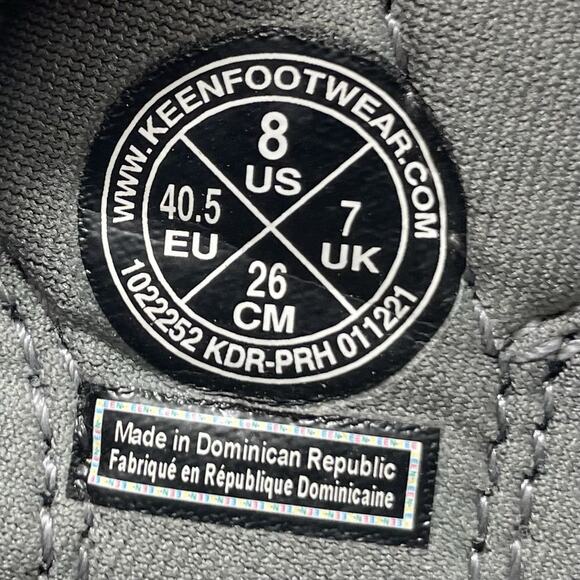 WWW.KEENFOOTWEAR.COM
8
US
40.5
EU
7
UK
26
CM
1022252 KDR-PRH 011221
Made in Dominican Republic
Fabriqué en République Dominicaine